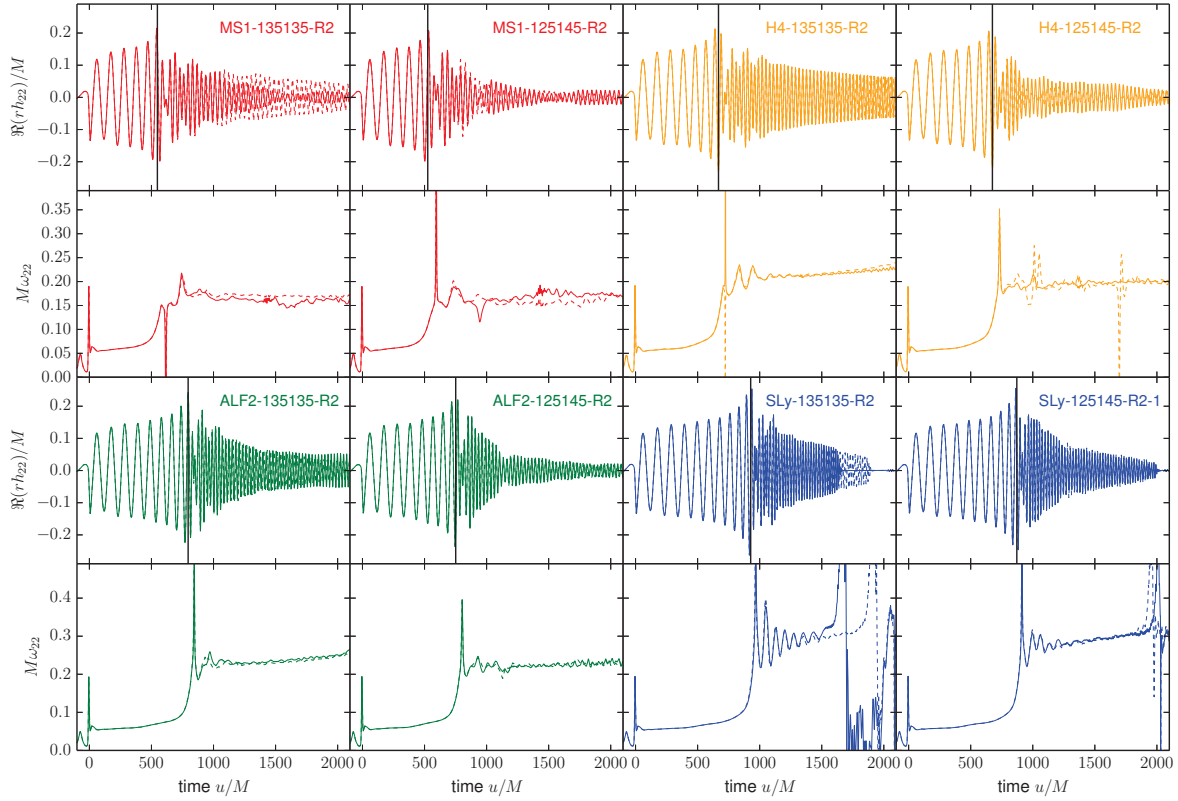 MS1-135135-R2 MS1-125145-R2 H4-135135-R2 H4-125145-R2
ℜ(rh₂₂)/M
0.2
0.1
0.0
−0.1
−0.2
Mω₂₂
0.35
0.30
0.25
0.20
0.15
0.10
0.05
0.00
ALF2-135135-R2 ALF2-125145-R2 SLy-135135-R2 SLy-125145-R2-1
ℜ(rh₂₂)/M
0.2
0.1
0.0
−0.1
−0.2
Mω₂₂
0.4
0.3
0.2
0.1
0.0
0 500 1000 1500 2000 0 500 1000 1500 2000 0 500 1000 1500 2000 0 500 1000 1500 2000
time u/M time u/M time u/M time u/M